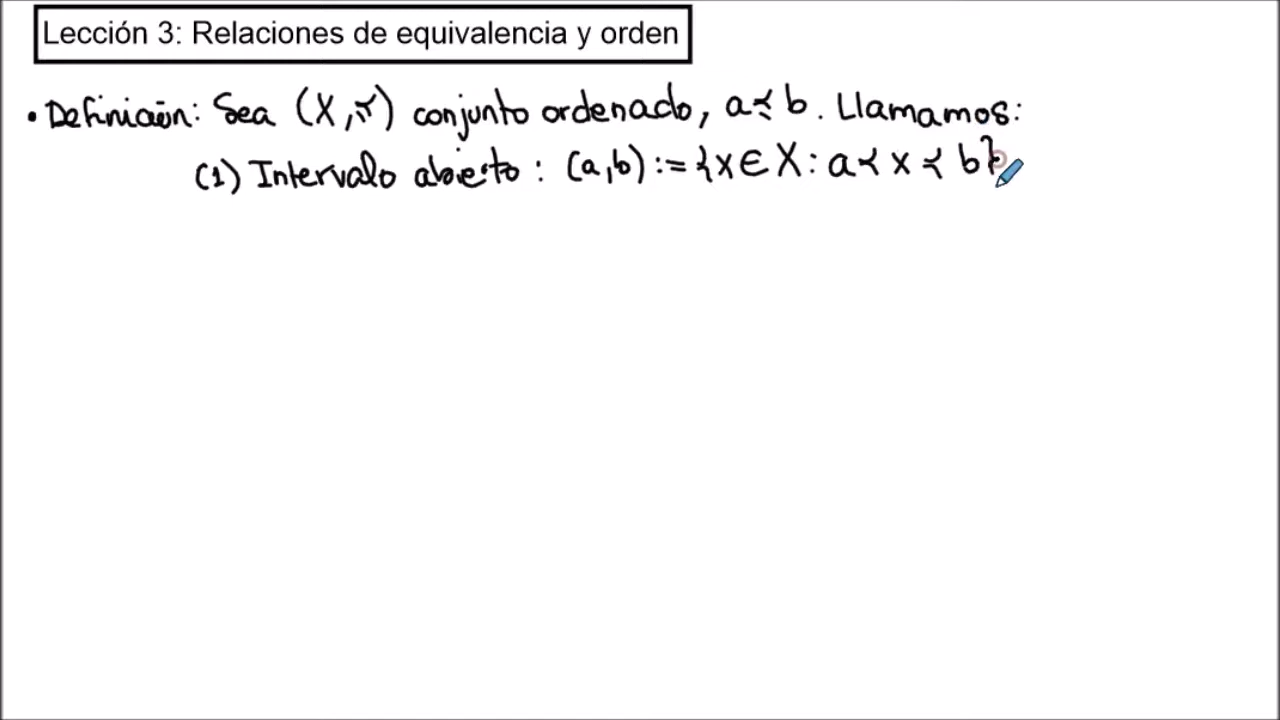 Lección 3: Relaciones de equivalencia y orden
• Definición: Sea (X, ≼) conjunto ordenado, a ≼ b. Llamamos:
(1) Intervalo abierto: (a,b) := {x ∈ X: a ≺ x ≺ b}